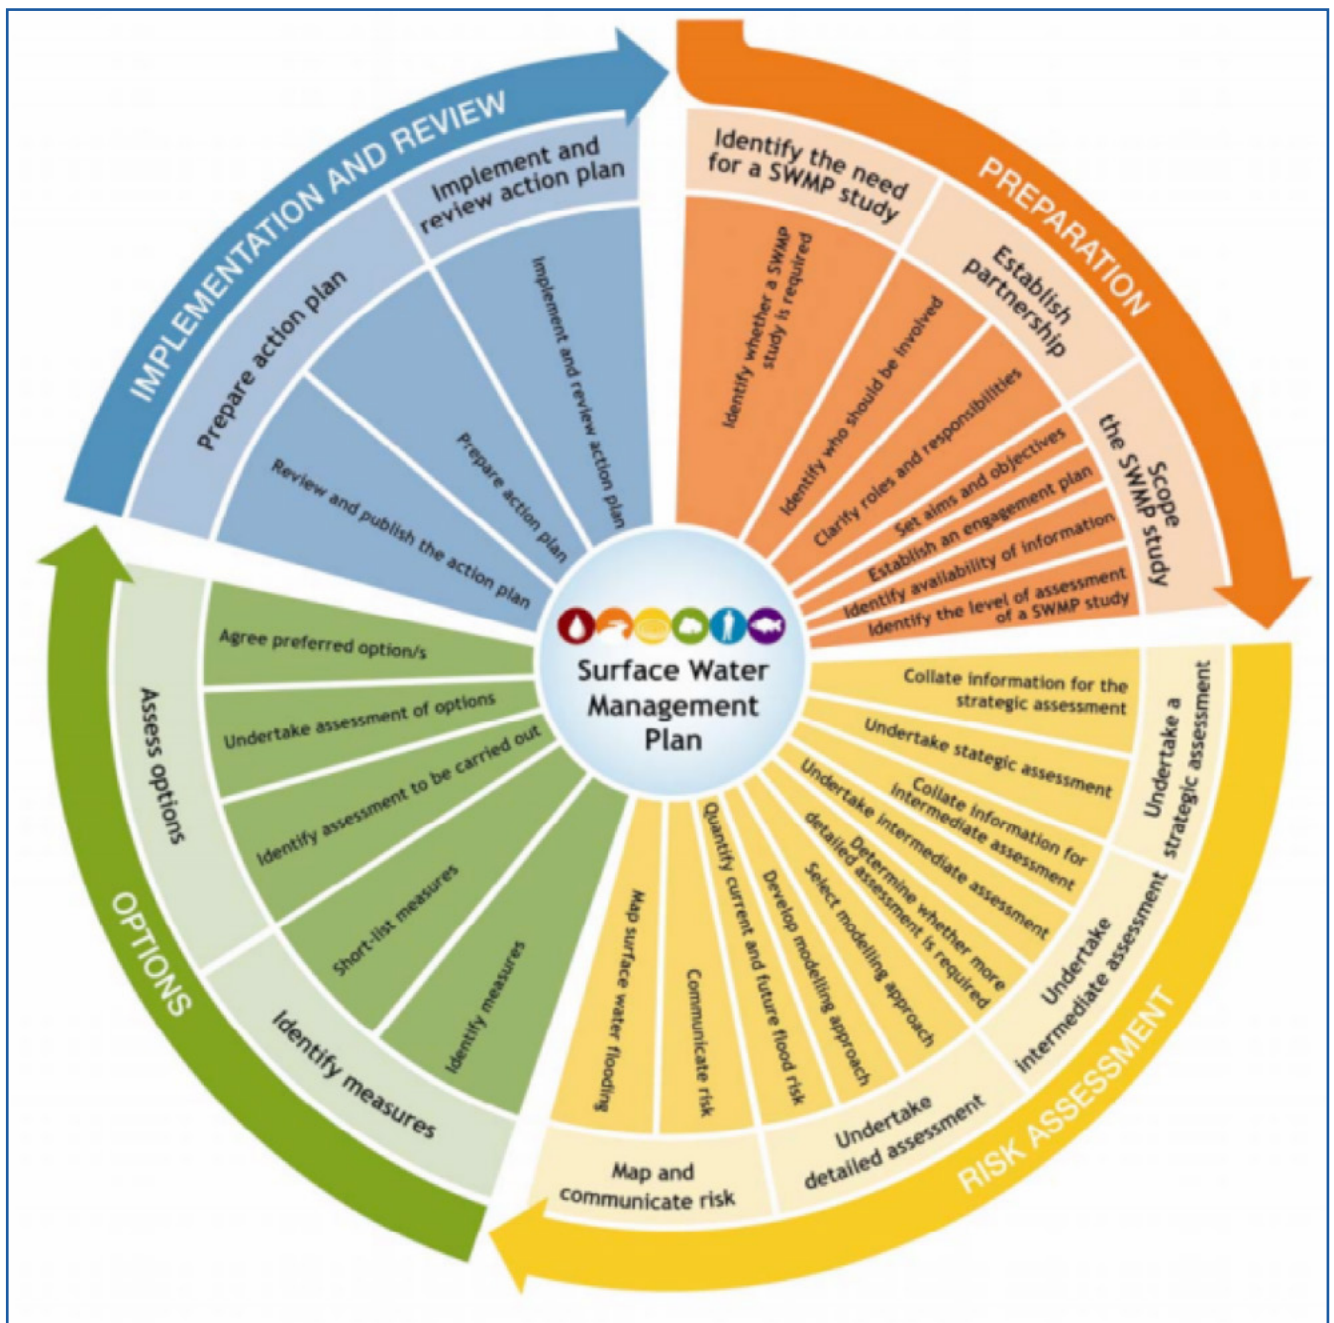 PREPARATION
Identify the need
for a SWMP study
Identify whether a SWMP
study is required
Establish
partnership
Identify who should be involved
Clarify roles and responsibilities
Scope
the SWMP study
Set aims and objectives
Establish an engagement plan
Identify availability of information
Identify the level of assessment
of a SWMP study
RISK ASSESSMENT
Undertake a
strategic assessment
Collate information for the
strategic assessment
Undertake stategic assessment
Undertake
intermediate assessment
Collate information for
intermediate assessment
Undertake intermediate assessment
Determine whether more
detailed assessment is required
Undertake
detailed assessment
Select modelling approach
Develop modelling approach
Quantify current and future flood risk
Map and
communicate risk
Communicate risk
Map surface water flooding
OPTIONS
Identify measures
Identify measures
Short-list measures
Assess options
Identify assessment to be carried out
Undertake assessment of options
Agree preferred option/s
IMPLEMENTATION AND REVIEW
Prepare action plan
Review and publish the action plan
Prepare action plan
Implement and
review action plan
Implement and review action plan
Surface Water
Management
Plan